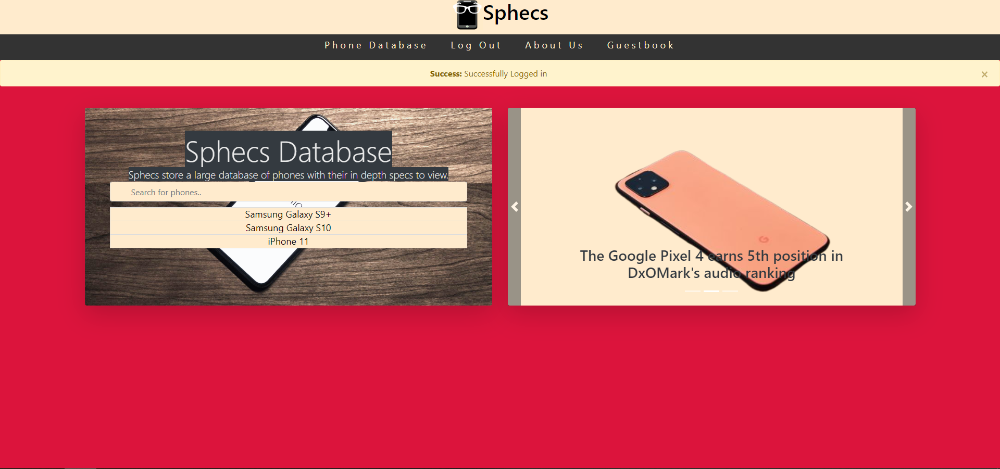 Sphecs
Phone Database Log Out About Us Guestbook
Success: Successfully Logged in ×
Sphecs Database
Sphecs store a large database of phones with their in depth specs to view.
Search for phones..
Samsung Galaxy S9+
Samsung Galaxy S10
iPhone 11
G
The Google Pixel 4 earns 5th position in
DxOMark's audio ranking